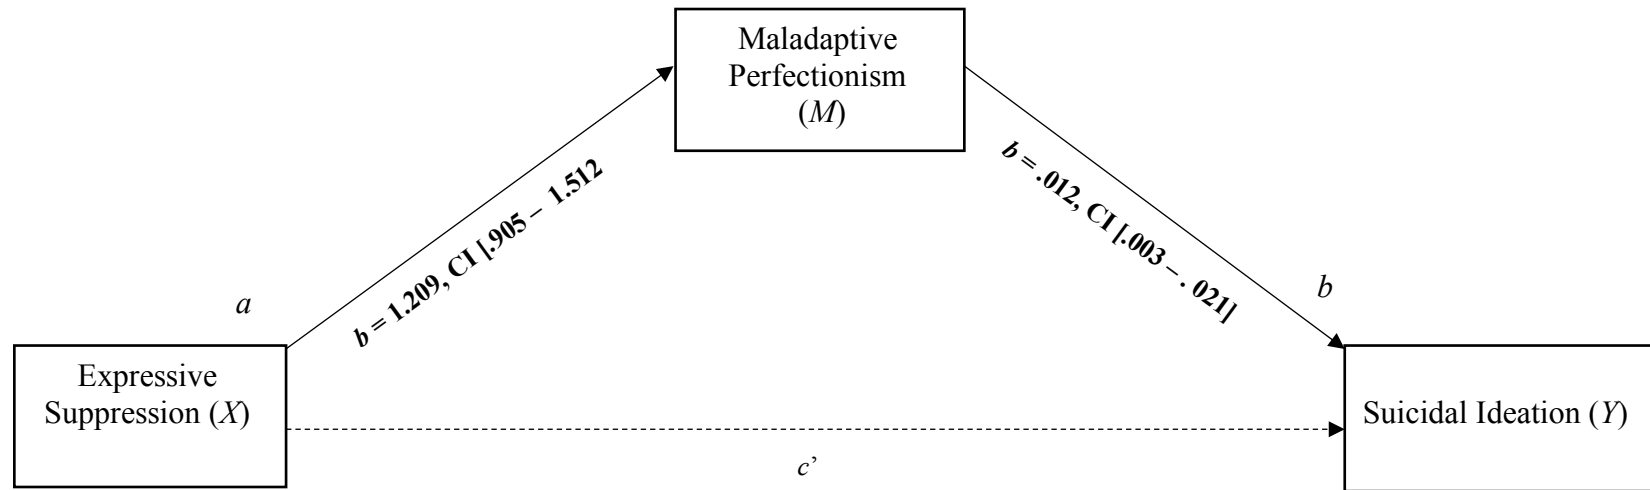 Maladaptive
Perfectionism
(M)
b = 1.209, CI [.905 – 1.512
b = .012, CI [.003 – . 021]
a
b
Expressive
Suppression (X)
Suicidal Ideation (Y)
c’